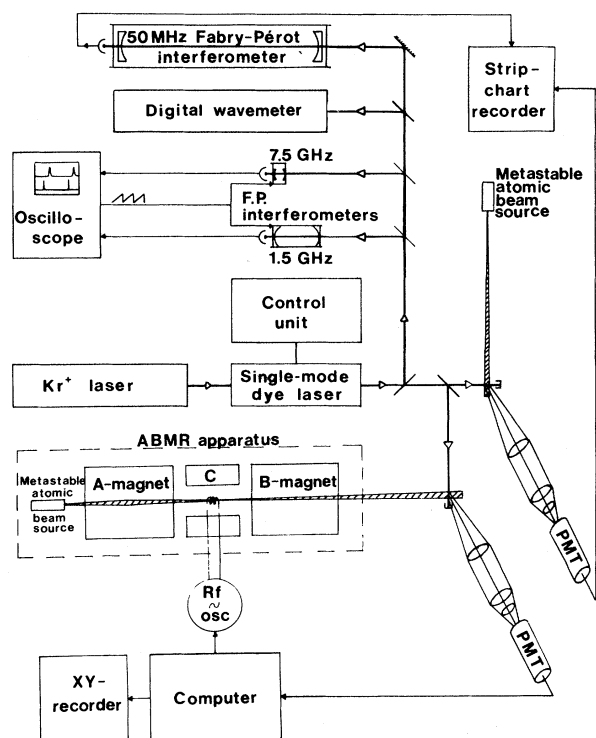 50 MHz Fabry-Pérot
interferometer
Strip-
chart
recorder
Digital wavemeter
7.5 GHz
Metastable
atomic
beam
source
Oscillo-
scope
F.P.
interferometers
1.5 GHz
Control
unit
Kr+ laser
Single-mode
dye laser
ABMR apparatus
Metastable
atomic
beam
source
A-magnet
C
B-magnet
PMT
Rf
~
osc
PMT
XY-
recorder
Computer